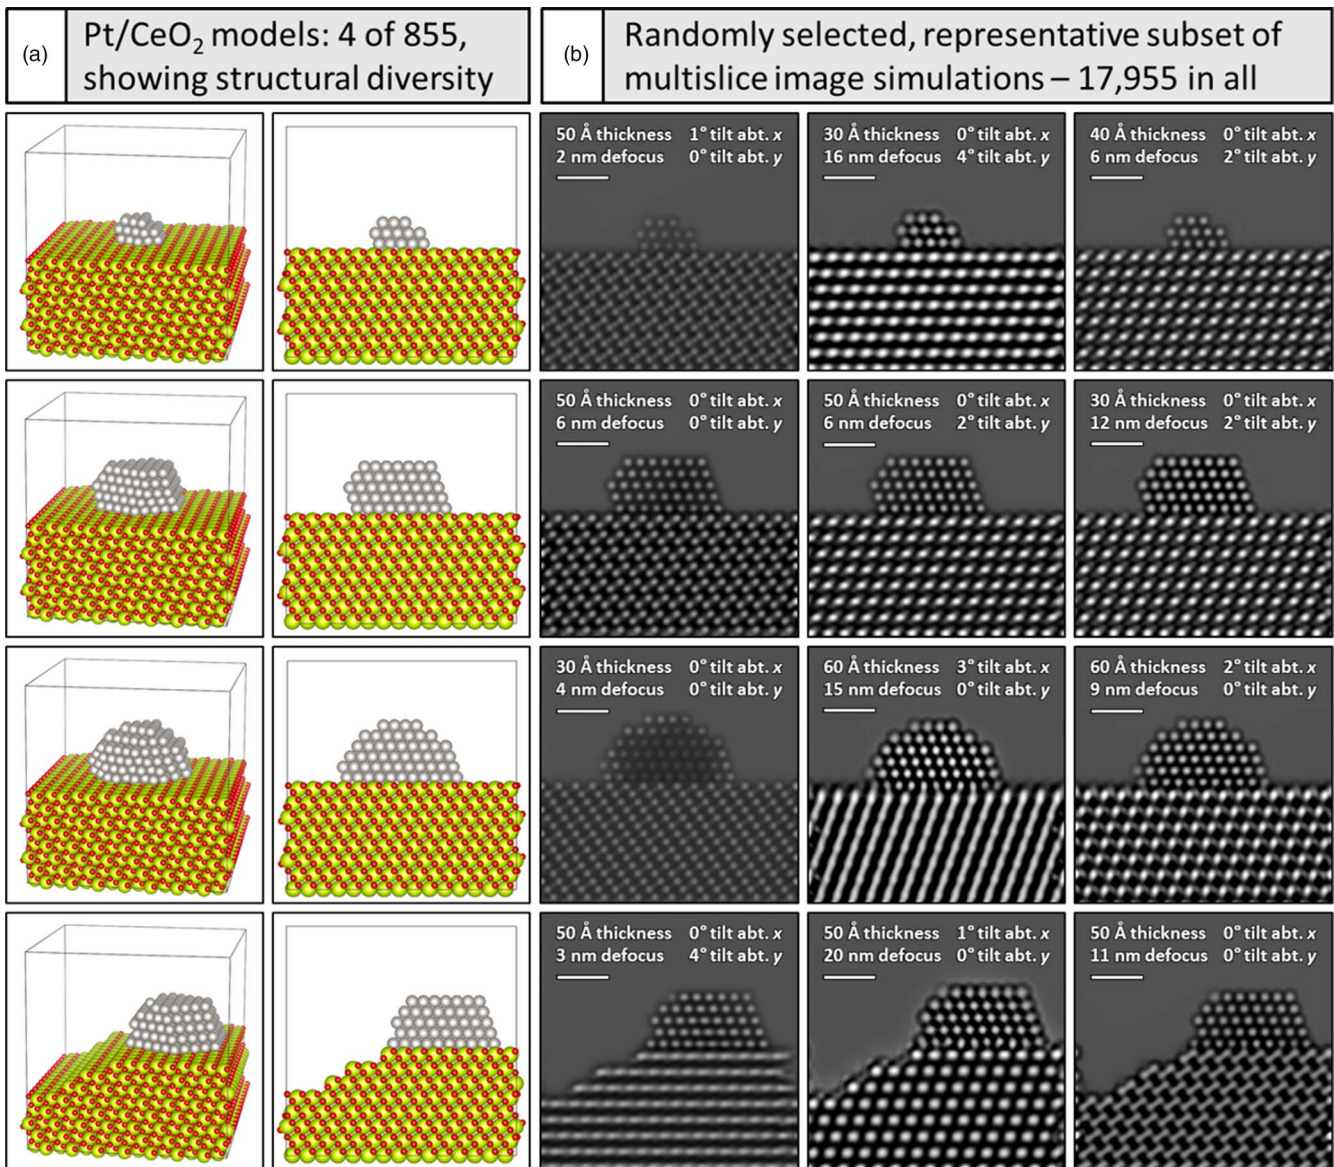 (a)
Pt/CeO₂ models: 4 of 855,
showing structural diversity
(b)
Randomly selected, representative subset of
multislice image simulations – 17,955 in all
50 Å thickness 1° tilt abt. x
2 nm defocus 0° tilt abt. y
30 Å thickness 0° tilt abt. x
16 nm defocus 4° tilt abt. y
40 Å thickness 0° tilt abt. x
6 nm defocus 2° tilt abt. y
50 Å thickness 0° tilt abt. x
6 nm defocus 0° tilt abt. y
50 Å thickness 0° tilt abt. x
6 nm defocus 2° tilt abt. y
30 Å thickness 0° tilt abt. x
12 nm defocus 2° tilt abt. y
30 Å thickness 0° tilt abt. x
4 nm defocus 0° tilt abt. y
60 Å thickness 3° tilt abt. x
15 nm defocus 0° tilt abt. y
60 Å thickness 2° tilt abt. x
9 nm defocus 0° tilt abt. y
50 Å thickness 0° tilt abt. x
3 nm defocus 4° tilt abt. y
50 Å thickness 1° tilt abt. x
20 nm defocus 0° tilt abt. y
50 Å thickness 0° tilt abt. x
11 nm defocus 0° tilt abt. y